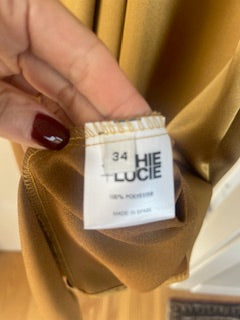 34
HIE
+LUCIE
100% POLYESTER
MADE IN SPAIN